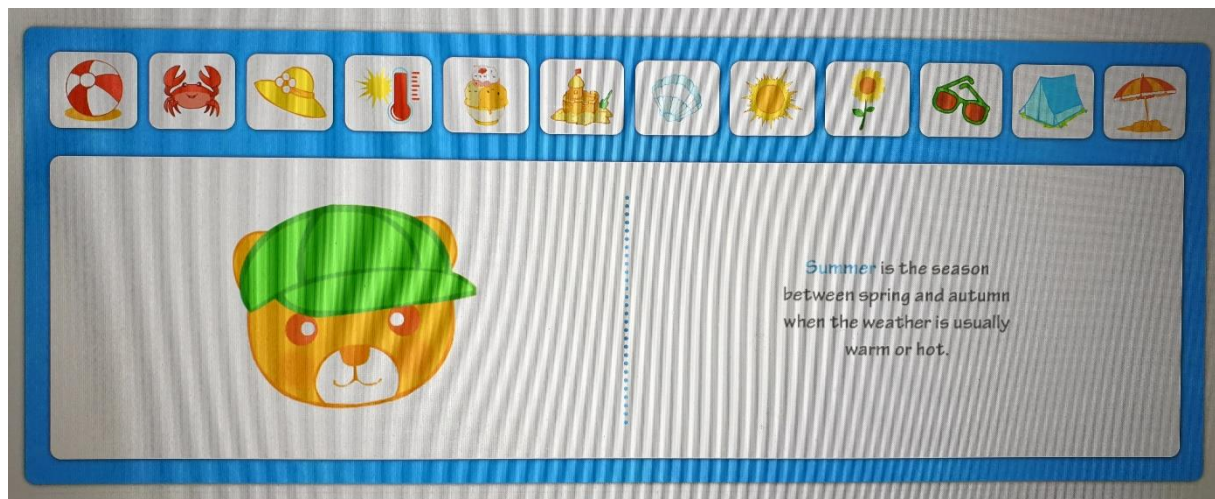 Summer is the season
between spring and autumn
when the weather is usually
warm or hot.